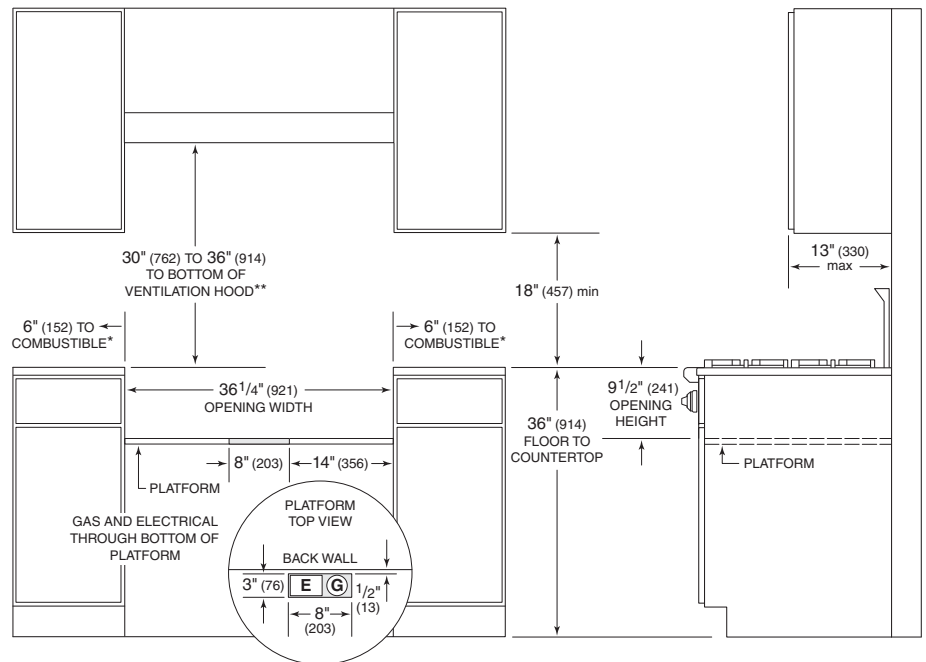 30" (762) TO 36" (914)
TO BOTTOM OF
VENTILATION HOOD**
13" (330)
max
18" (457) min
6" (152) TO
COMBUSTIBLE*
6" (152) TO
COMBUSTIBLE*
36 1/4" (921)
OPENING WIDTH
9 1/2" (241)
OPENING
HEIGHT
36" (914)
FLOOR TO
COUNTERTOP
8" (203)
14" (356)
PLATFORM
PLATFORM
GAS AND ELECTRICAL
THROUGH BOTTOM OF
PLATFORM
PLATFORM
TOP VIEW
BACK WALL
3" (76)
E
G
1/2"
(13)
8"
(203)